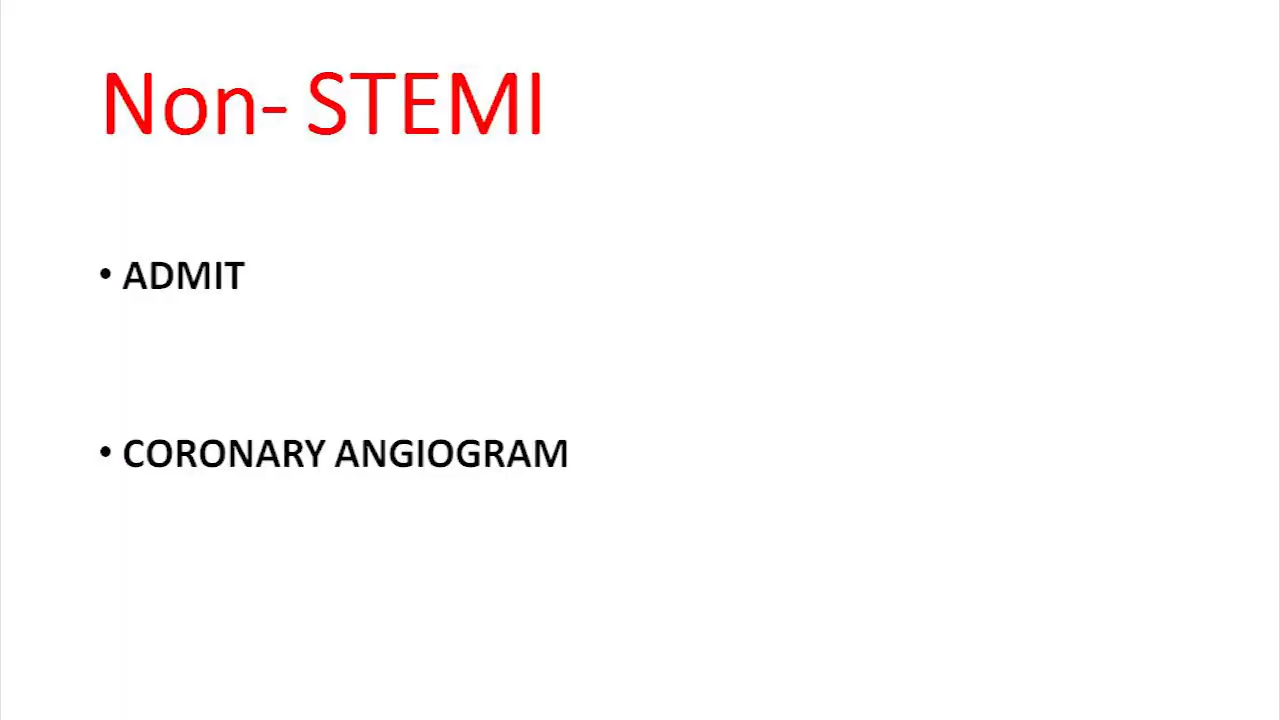 Non- STEMI
• ADMIT
• CORONARY ANGIOGRAM